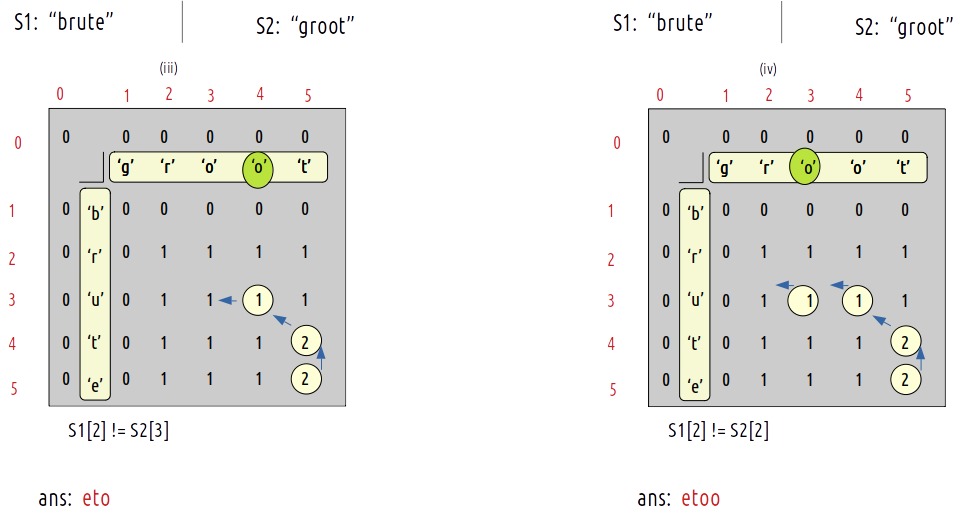 S1: “brute”
S2: “groot”
(iii)
0 1 2 3 4 5
0 0 0 0 0 0 0
‘g’ ‘r’ ‘o’ ‘o’ ‘t’
1 0 ‘b’ 0 0 0 0 0
2 0 ‘r’ 0 1 1 1 1
3 0 ‘u’ 0 1 1 1 1
4 0 ‘t’ 0 1 1 1 2
5 0 ‘e’ 0 1 1 1 2
S1[2] != S2[3]
ans: eto
S1: “brute”
S2: “groot”
(iv)
0 1 2 3 4 5
0 0 0 0 0 0 0
‘g’ ‘r’ ‘o’ ‘o’ ‘t’
1 0 ‘b’ 0 0 0 0 0
2 0 ‘r’ 0 1 1 1 1
3 0 ‘u’ 0 1 1 1 1
4 0 ‘t’ 0 1 1 1 2
5 0 ‘e’ 0 1 1 1 2
S1[2] != S2[2]
ans: etoo